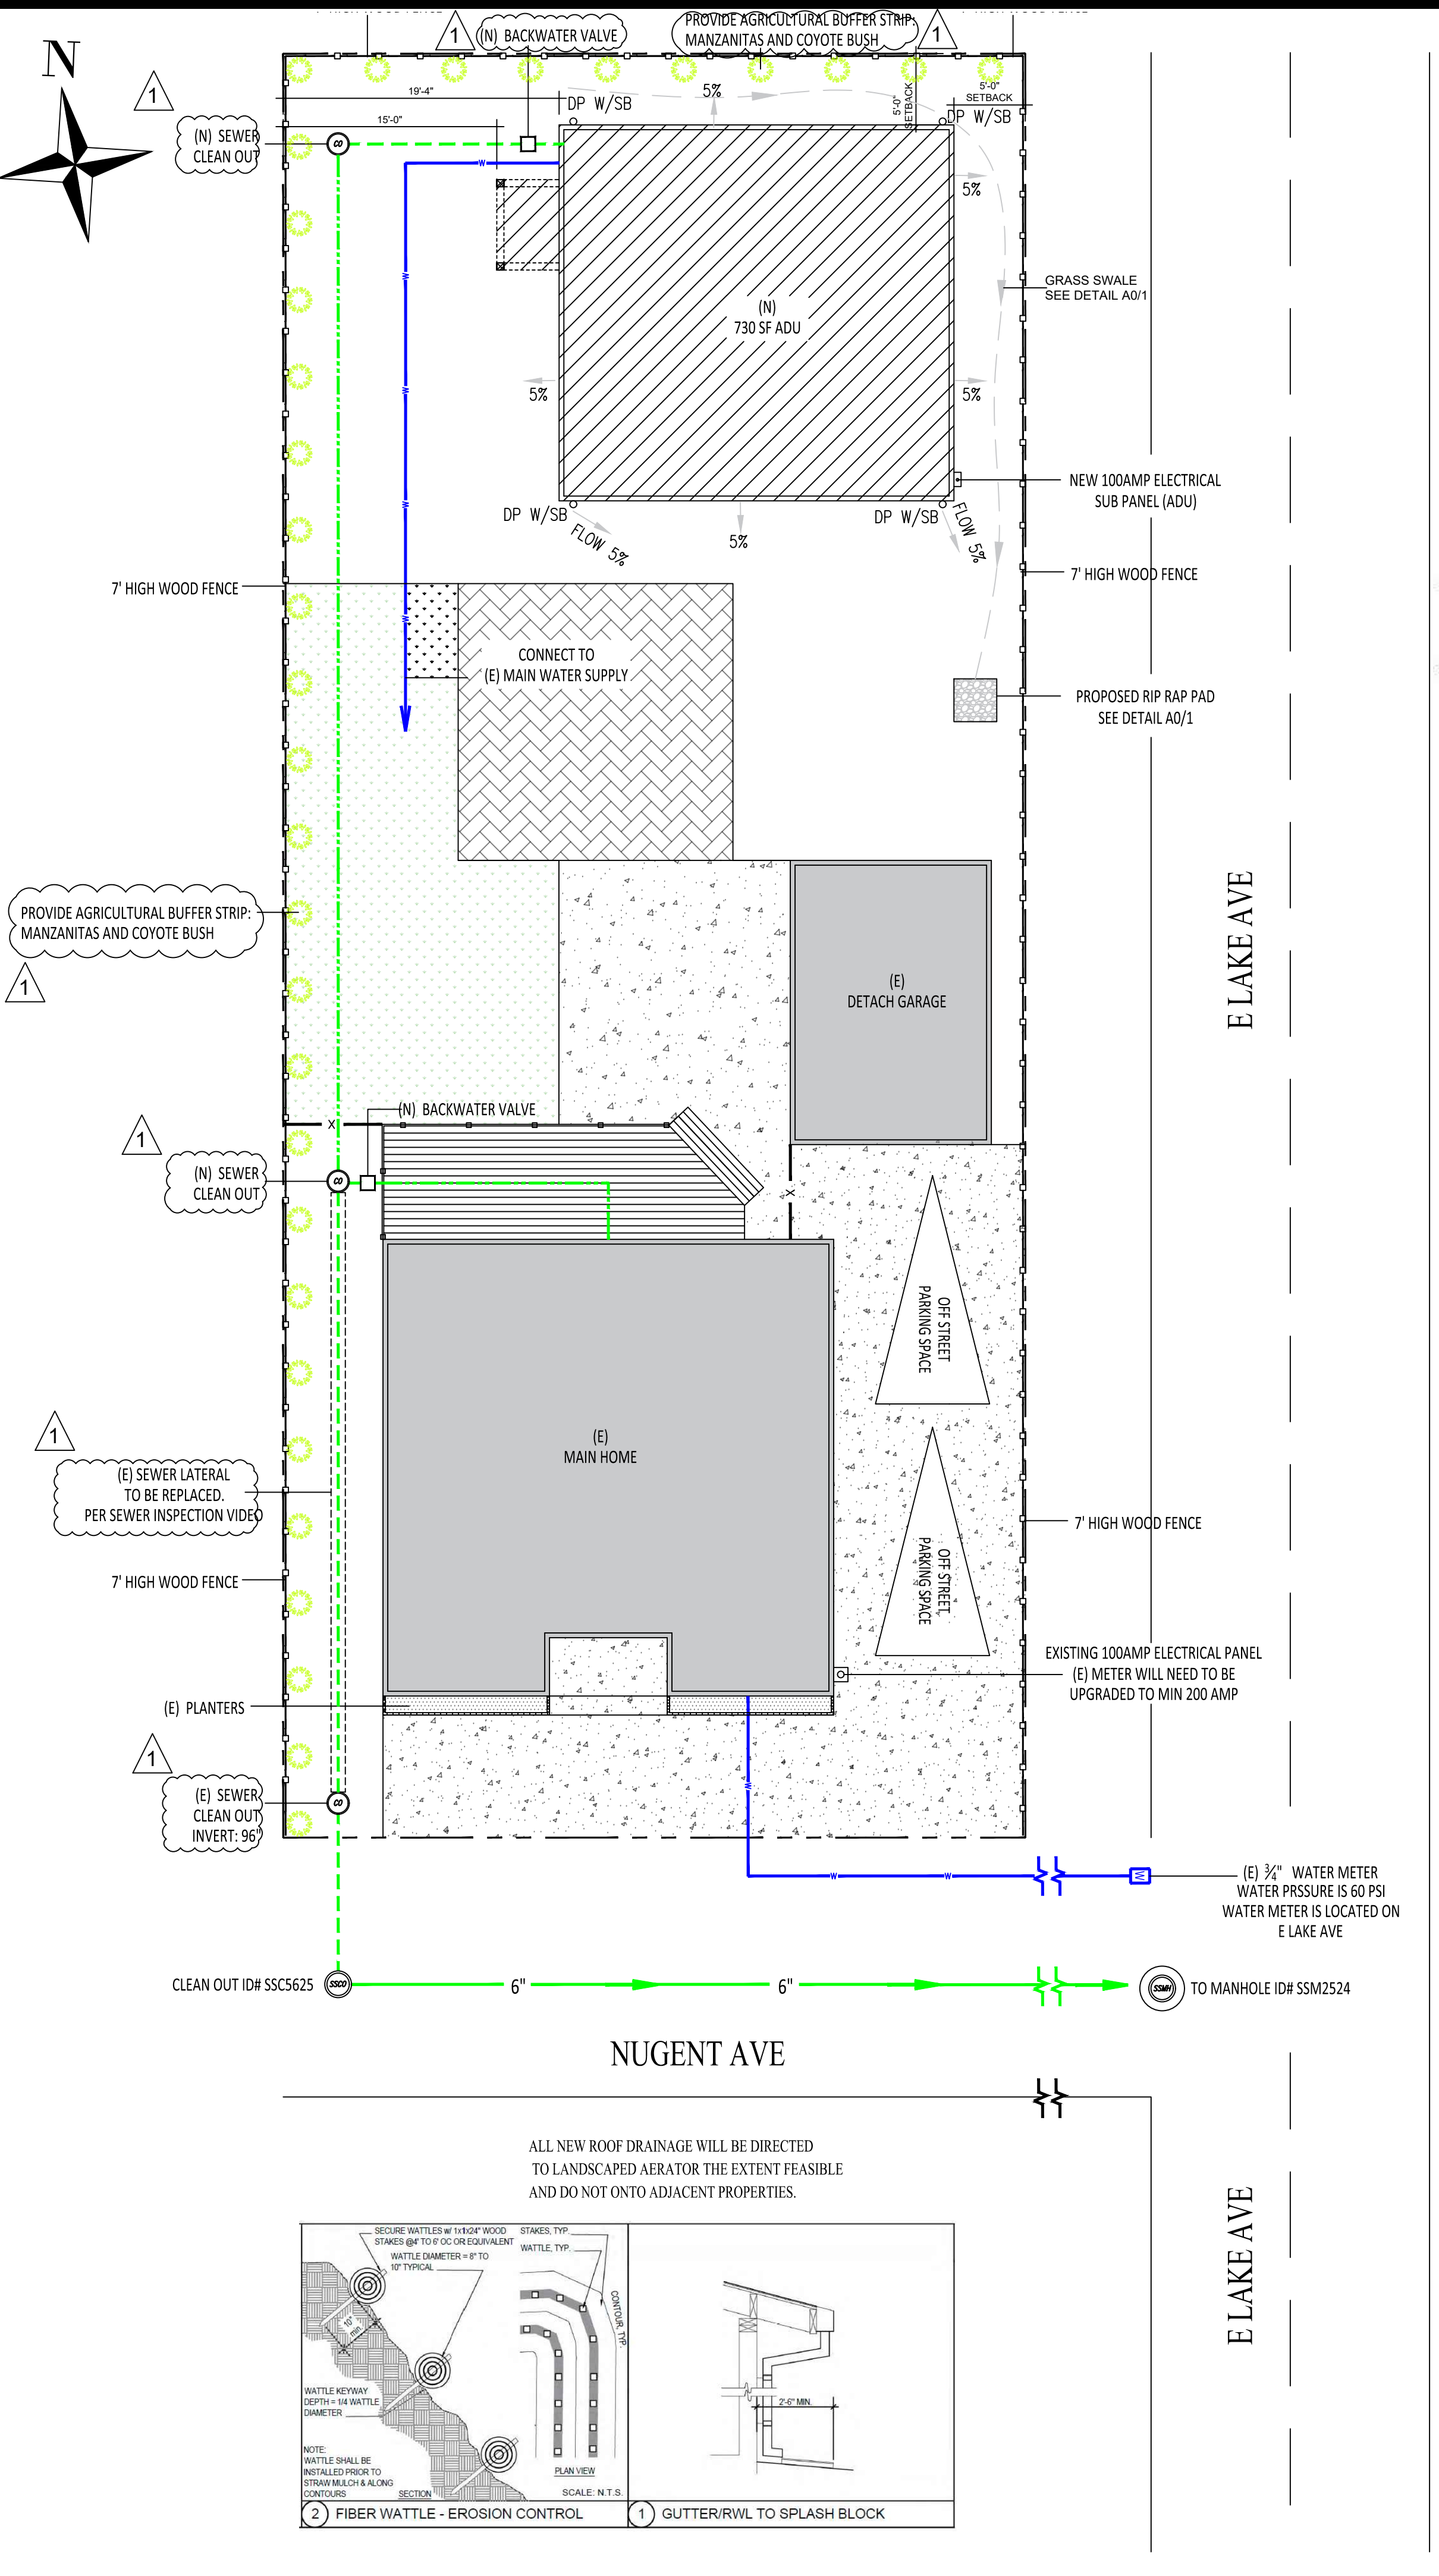 N
1
(N) BACKWATER VALVE
PROVIDE AGRICULTURAL BUFFER STRIP:
MANZANITAS AND COYOTE BUSH
1
1
(N) SEWER
CLEAN OUT
CO
19'-4"
15'-0"
DP W/SB
5%
5'-0"
SETBACK
5'-0"
SETBACK
DP W/SB
W
5%
GRASS SWALE
SEE DETAIL A0/1
(N)
730 SF ADU
W
W
W
W
5%
5%
NEW 100AMP ELECTRICAL
SUB PANEL (ADU)
DP W/SB
FLOW 5%
5%
DP W/SB
FLOW 5%
7' HIGH WOOD FENCE
7' HIGH WOOD FENCE
CONNECT TO
(E) MAIN WATER SUPPLY
PROPOSED RIP RAP PAD
SEE DETAIL A0/1
PROVIDE AGRICULTURAL BUFFER STRIP:
MANZANITAS AND COYOTE BUSH
1
E LAKE AVE
(E)
DETACH GARAGE
(N) BACKWATER VALVE
X
1
(N) SEWER
CLEAN OUT
CO
X
OFF STREET
PARKING SPACE
(E)
MAIN HOME
1
(E) SEWER LATERAL
TO BE REPLACED.
PER SEWER INSPECTION VIDEO
7' HIGH WOOD FENCE
OFF STREET
PARKING SPACE
7' HIGH WOOD FENCE
EXISTING 100AMP ELECTRICAL PANEL
(E) METER WILL NEED TO BE
UPGRADED TO MIN 200 AMP
(E) PLANTERS
1
(E) SEWER
CLEAN OUT
INVERT: 96"
CO
W
W
W
W
(E) 3/4" WATER METER
WATER PRSSURE IS 60 PSI
WATER METER IS LOCATED ON
E LAKE AVE
CLEAN OUT ID# SSC5625
SSCO
6"
6"
SSMH
TO MANHOLE ID# SSM2524
NUGENT AVE
ALL NEW ROOF DRAINAGE WILL BE DIRECTED
TO LANDSCAPED AERATOR THE EXTENT FEASIBLE
AND DO NOT ONTO ADJACENT PROPERTIES.
E LAKE AVE
SECURE WATTLES w/ 1x1x24" WOOD
STAKES @4' TO 6' OC OR EQUIVALENT
WATTLE DIAMETER = 8" TO
10" TYPICAL
STAKES, TYP.
WATTLE, TYP.
CONTOUR, TYP.
10"
min.
WATTLE KEYWAY
DEPTH = 1/4 WATTLE
DIAMETER
NOTE:
WATTLE SHALL BE
INSTALLED PRIOR TO
STRAW MULCH & ALONG
CONTOURS
SECTION
PLAN VIEW
SCALE: N.T.S.
2'-6" MIN.
2 FIBER WATTLE - EROSION CONTROL
1 GUTTER/RWL TO SPLASH BLOCK